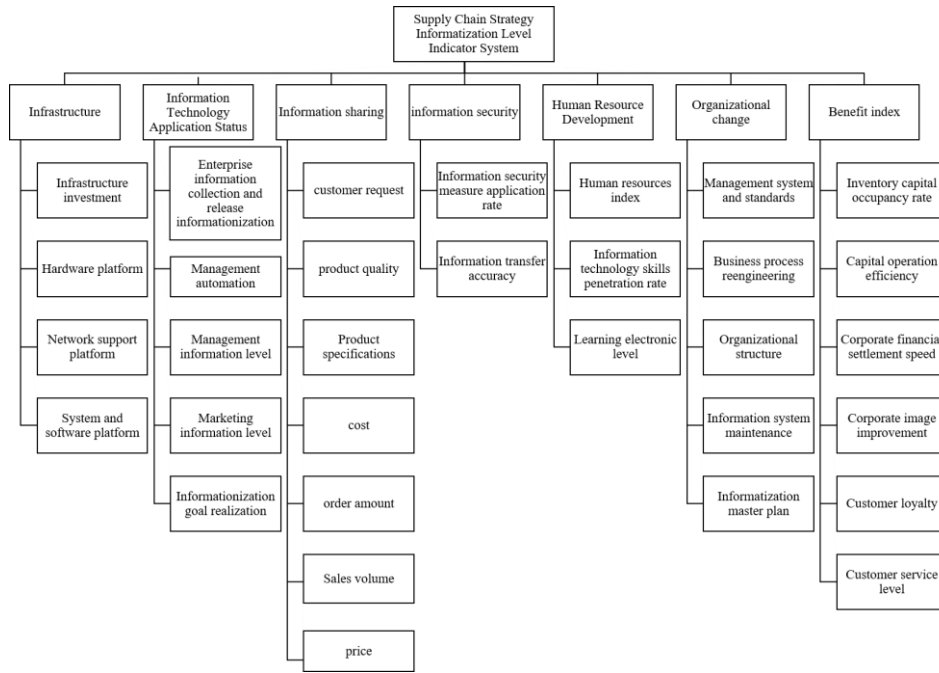 Supply Chain Strategy
Informatization Level
Indicator System
Infrastructure
Information
Technology
Application Status
Information sharing
information security
Human Resource
Development
Organizational
change
Benefit index
Infrastructure
investment
Hardware platform
Network support
platform
System and
software platform
Enterprise
information
collection and
release
informationization
Management
automation
Management
information level
Marketing
information level
Informationization
goal realization
customer request
product quality
Product
specifications
cost
order amount
Sales volume
price
Information security
measure application
rate
Information transfer
accuracy
Human resources
index
Information
technology skills
penetration rate
Learning electronic
level
Management system
and standards
Business process
reengineering
Organizational
structure
Information system
maintenance
Informatization
master plan
Inventory capital
occupancy rate
Capital operation
efficiency
Corporate financial
settlement speed
Corporate image
improvement
Customer loyalty
Customer service
level